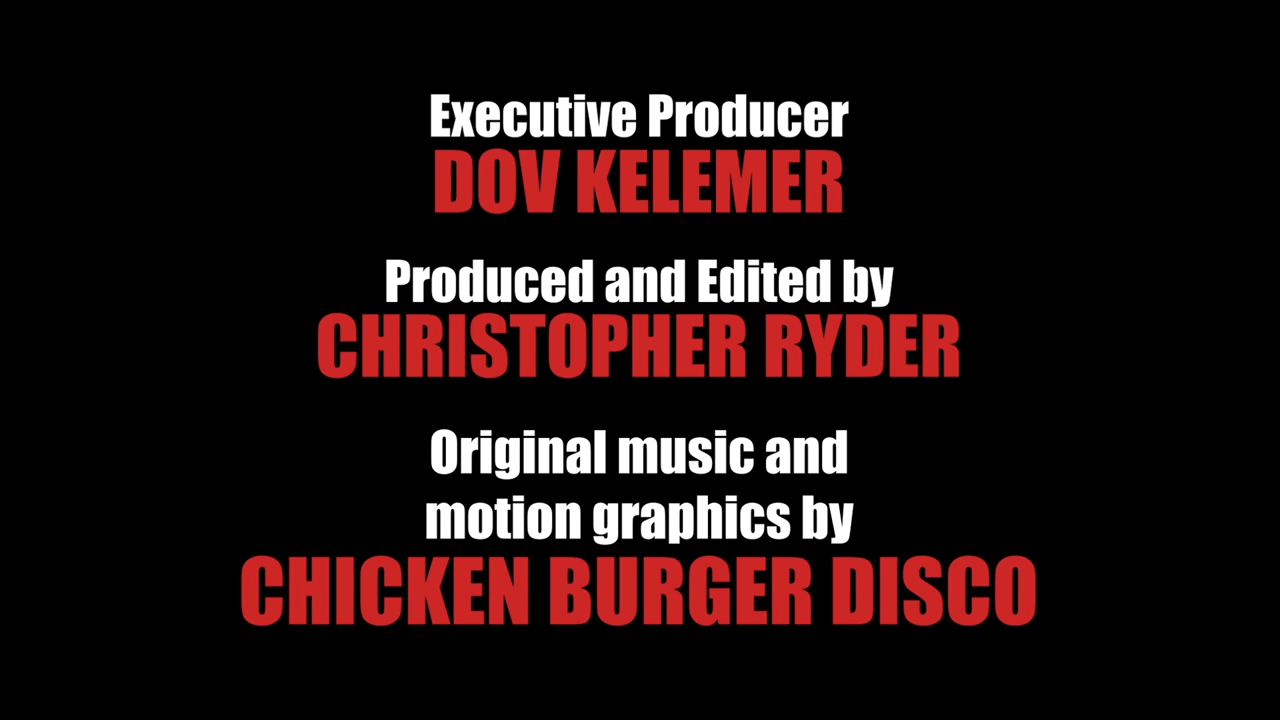 Executive Producer
DOV KELEMER
Produced and Edited by
CHRISTOPHER RYDER
Original music and
motion graphics by
CHICKEN BURGER DISCO